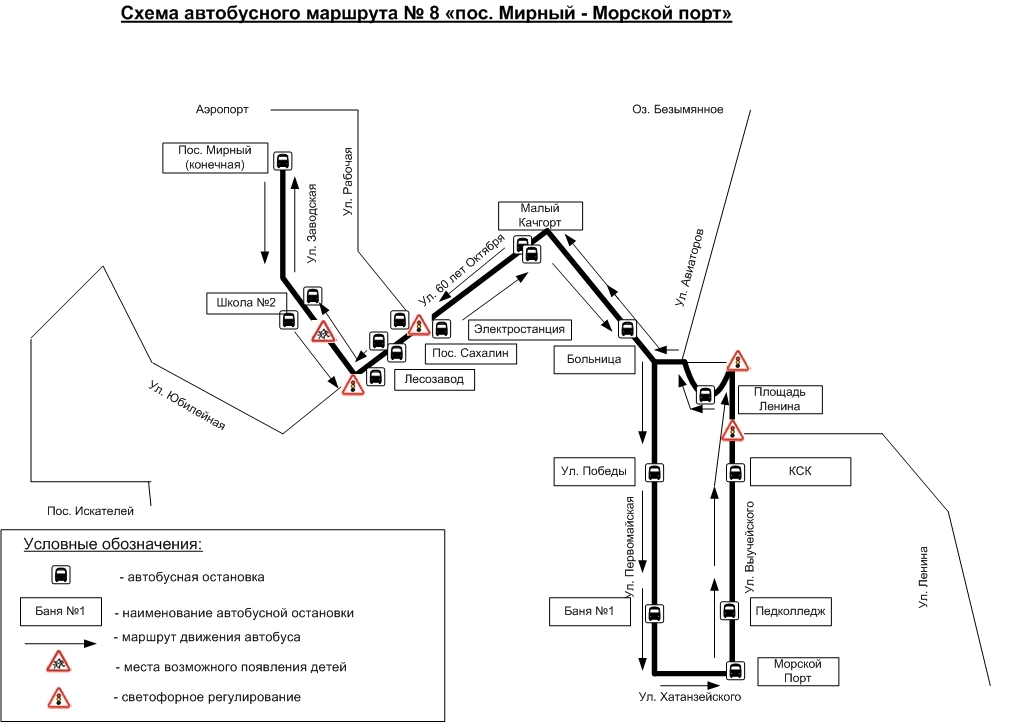 Схема автобусного маршрута № 8 «пос. Мирный - Морской порт»
Аэропорт
Оз. Безымянное
Пос. Мирный
(конечная)
Ул. Рабочая
Ул. Заводская
Малый
Качгорт
Ул. Авиаторов
Ул. 60 лет Октября
Школа №2
Электростанция
Пос. Сахалин
Больница
Лесозавод
Площадь
Ленина
Ул. Юбилейная
Ул. Победы
КСК
Пос. Искателей
Ул. Первомайская
Ул. Выучейского
Ул. Ленина
Баня №1
Педколледж
Морской
Порт
Ул. Хатанзейского
Условные обозначения:
- автобусная остановка
Баня №1
- наименование автобусной остановки
- маршрут движения автобуса
- места возможного появления детей
- светофорное регулирование